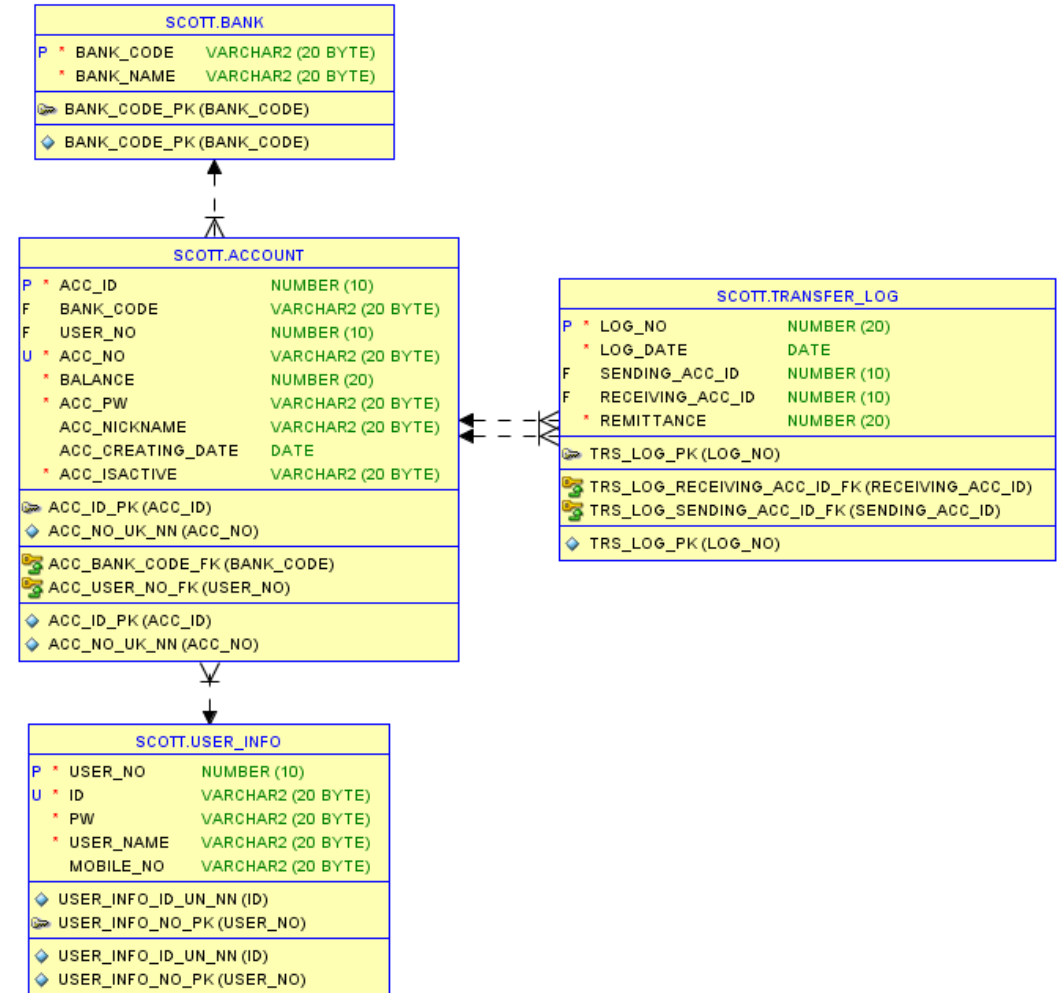 SCOTT.BANK
P * BANK_CODE VARCHAR2 (20 BYTE)
* BANK_NAME VARCHAR2 (20 BYTE)
BANK_CODE_PK (BANK_CODE)
BANK_CODE_PK (BANK_CODE)
SCOTT.ACCOUNT
P * ACC_ID NUMBER (10)
F BANK_CODE VARCHAR2 (20 BYTE)
F USER_NO NUMBER (10)
U * ACC_NO VARCHAR2 (20 BYTE)
* BALANCE NUMBER (20)
* ACC_PW VARCHAR2 (20 BYTE)
ACC_NICKNAME VARCHAR2 (20 BYTE)
ACC_CREATING_DATE DATE
* ACC_ISACTIVE VARCHAR2 (20 BYTE)
ACC_ID_PK (ACC_ID)
ACC_NO_UK_NN (ACC_NO)
ACC_BANK_CODE_FK (BANK_CODE)
ACC_USER_NO_FK (USER_NO)
ACC_ID_PK (ACC_ID)
ACC_NO_UK_NN (ACC_NO)
SCOTT.TRANSFER_LOG
P * LOG_NO NUMBER (20)
* LOG_DATE DATE
F SENDING_ACC_ID NUMBER (10)
F RECEIVING_ACC_ID NUMBER (10)
* REMITTANCE NUMBER (20)
TRS_LOG_PK (LOG_NO)
TRS_LOG_RECEIVING_ACC_ID_FK (RECEIVING_ACC_ID)
TRS_LOG_SENDING_ACC_ID_FK (SENDING_ACC_ID)
TRS_LOG_PK (LOG_NO)
SCOTT.USER_INFO
P * USER_NO NUMBER (10)
U * ID VARCHAR2 (20 BYTE)
* PW VARCHAR2 (20 BYTE)
* USER_NAME VARCHAR2 (20 BYTE)
MOBILE_NO VARCHAR2 (20 BYTE)
USER_INFO_ID_UN_NN (ID)
USER_INFO_NO_PK (USER_NO)
USER_INFO_ID_UN_NN (ID)
USER_INFO_NO_PK (USER_NO)